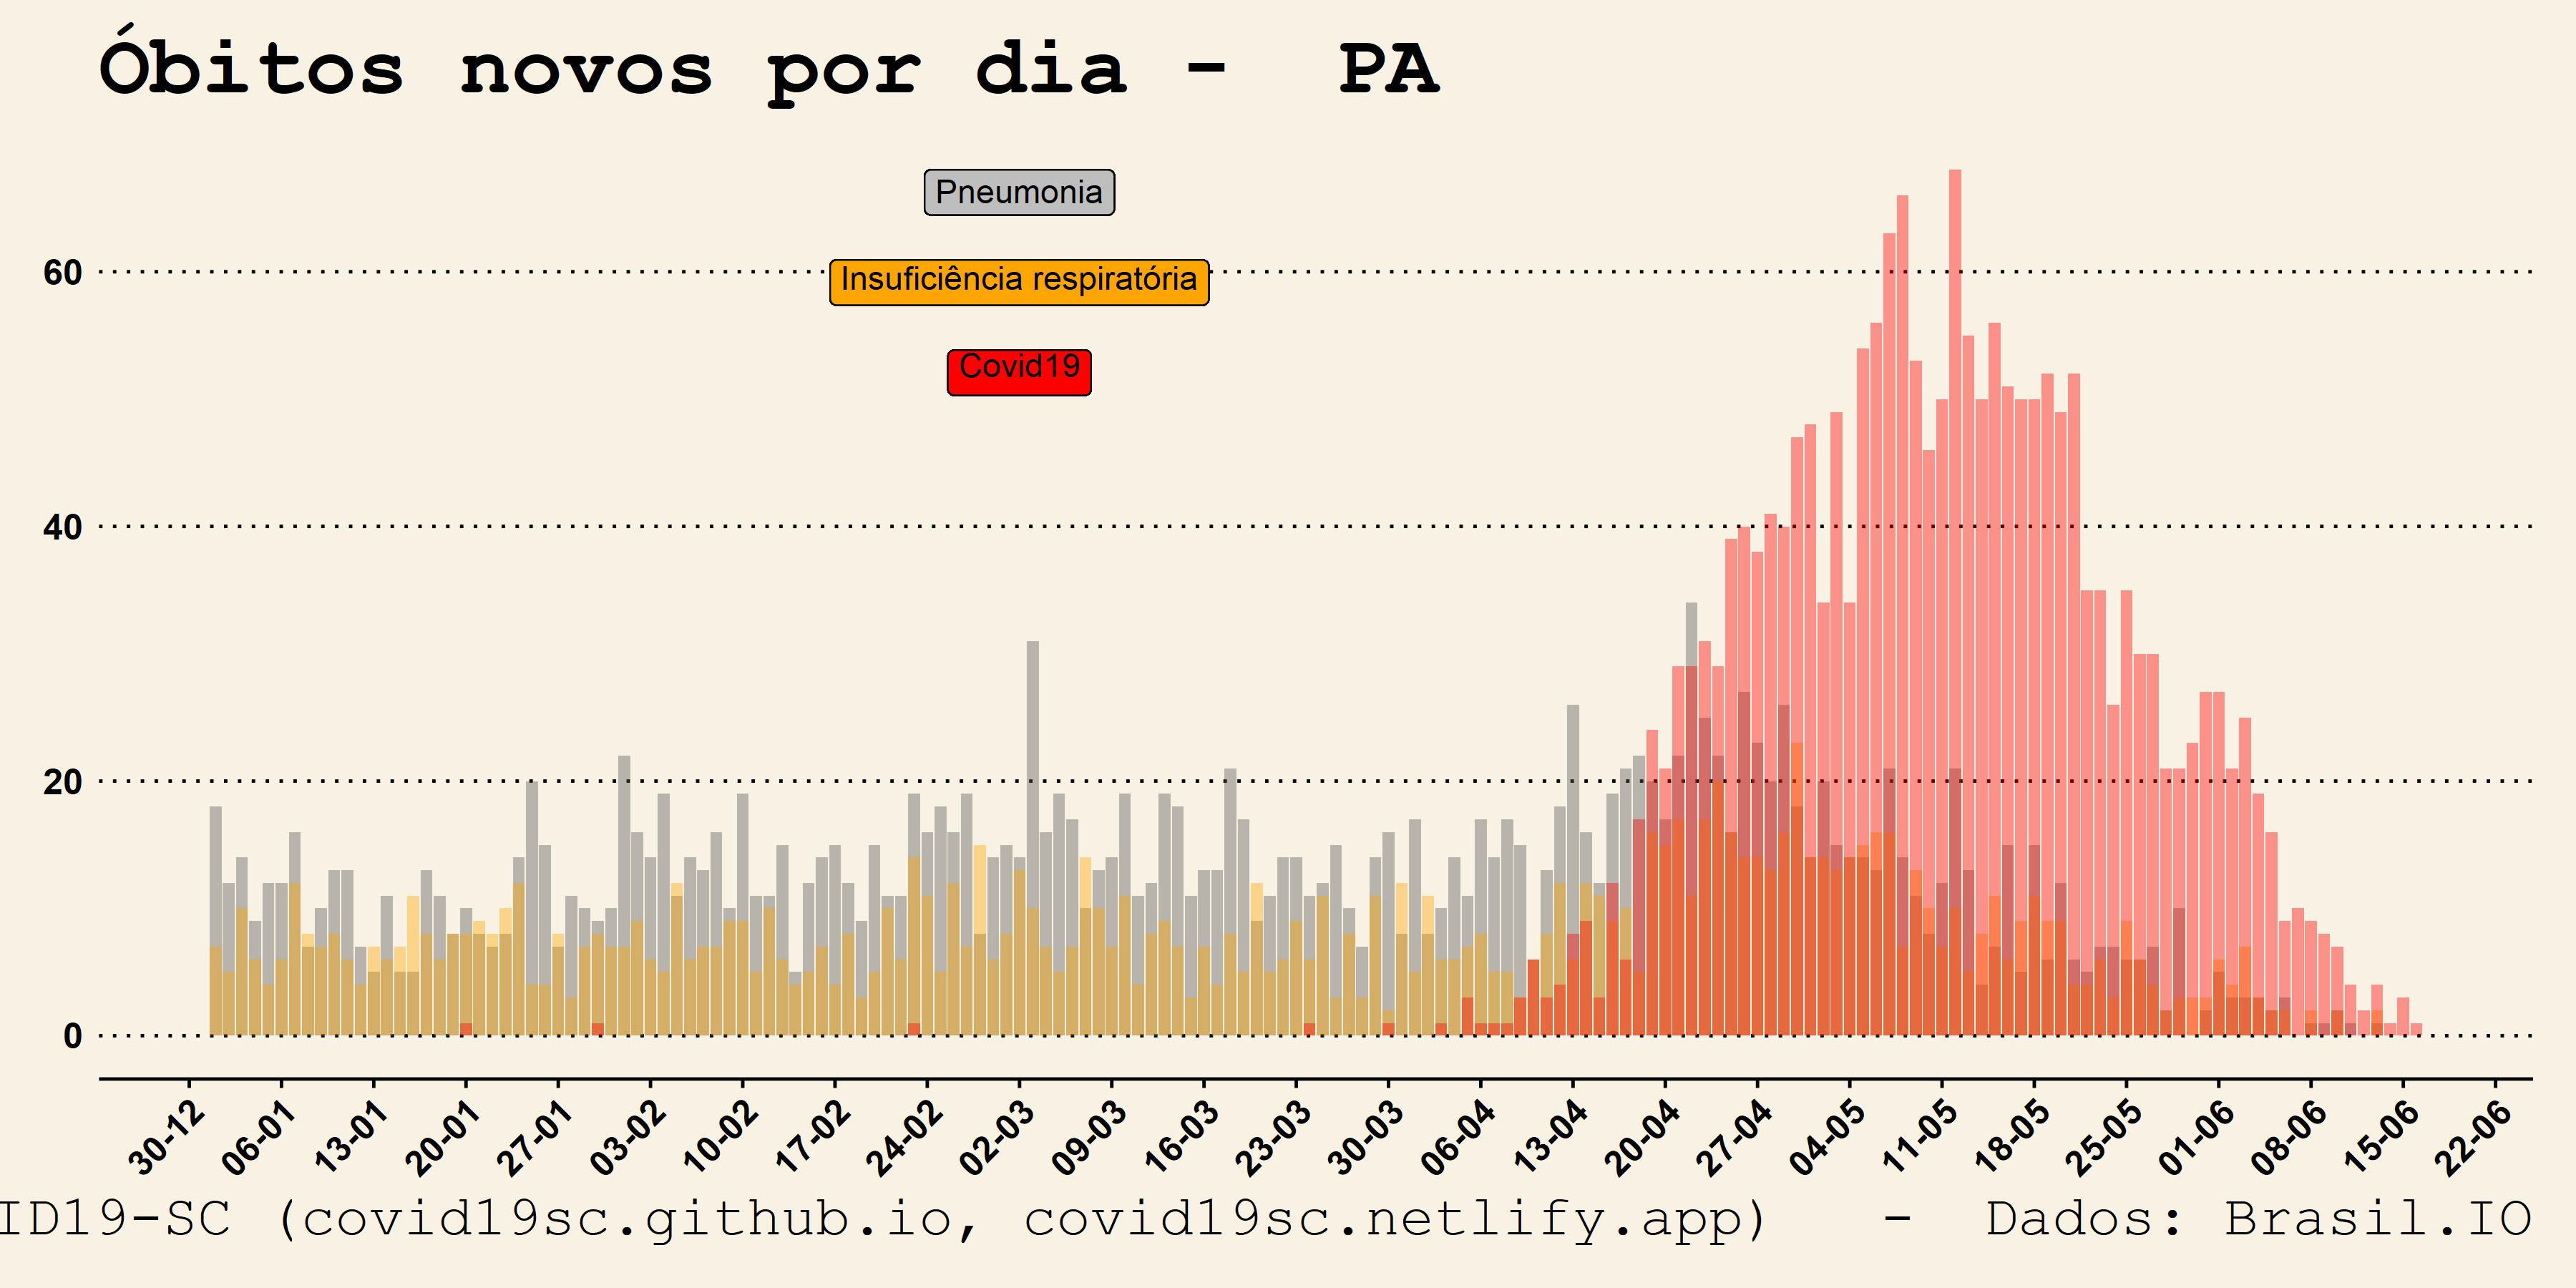 Óbitos novos por dia - PA
Pneumonia
Insuficiência respiratória
Covid19
60
40
20
0
30-12 06-01 13-01 20-01 27-01 03-02 10-02 17-02 24-02 02-03 09-03 16-03 23-03 30-03 06-04 13-04 20-04 27-04 04-05 11-05 18-05 25-05 01-06 08-06 15-06 22-06
ID19-SC (covid19sc.github.io, covid19sc.netlify.app) - Dados: Brasil.IO